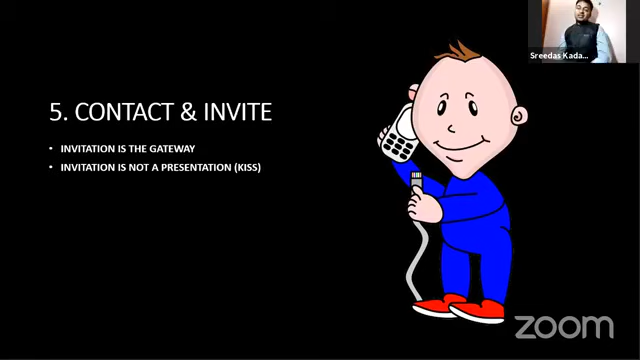 Sreedas Kada...
5. CONTACT & INVITE
• INVITATION IS THE GATEWAY
• INVITATION IS NOT A PRESENTATION (KISS)
zoom